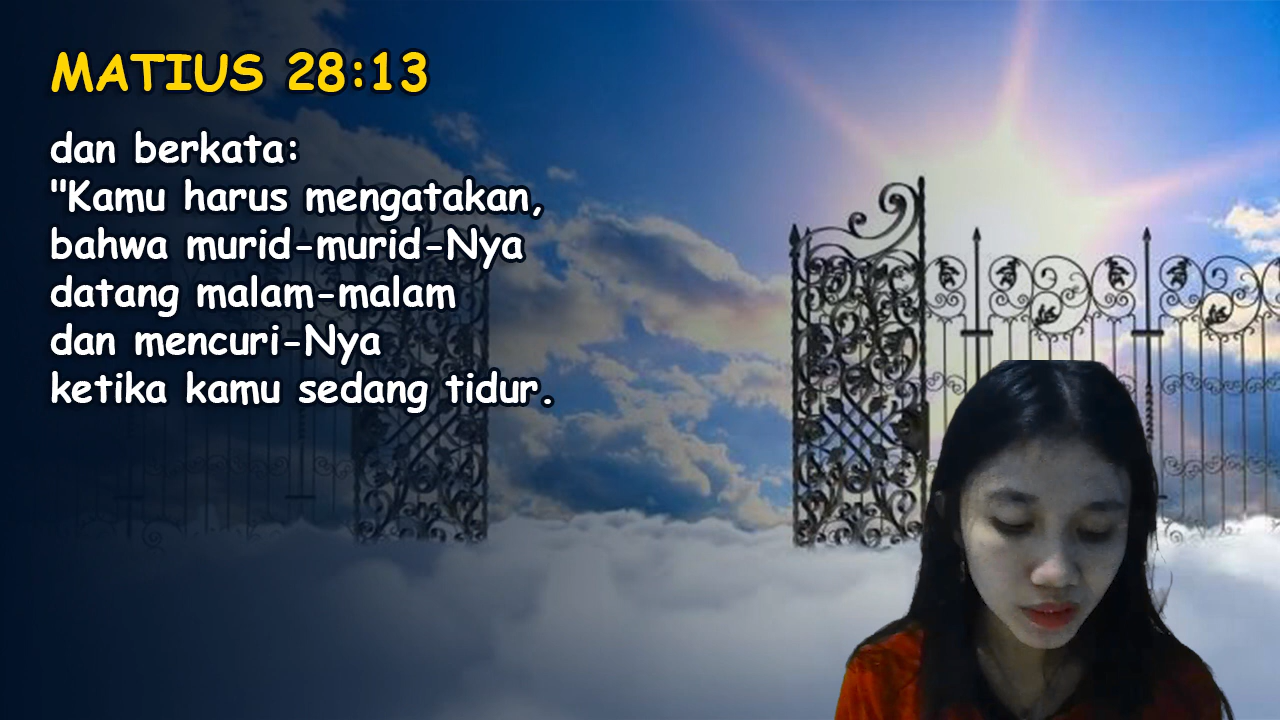 MATIUS 28:13
dan berkata:
"Kamu harus mengatakan,
bahwa murid-murid-Nya
datang malam-malam
dan mencuri-Nya
ketika kamu sedang tidur.